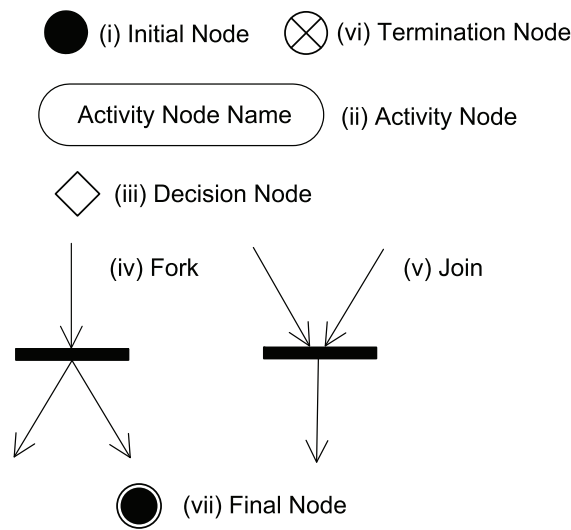 (i) Initial Node
(vi) Termination Node
Activity Node Name
(ii) Activity Node
(iii) Decision Node
(iv) Fork
(v) Join
(vii) Final Node